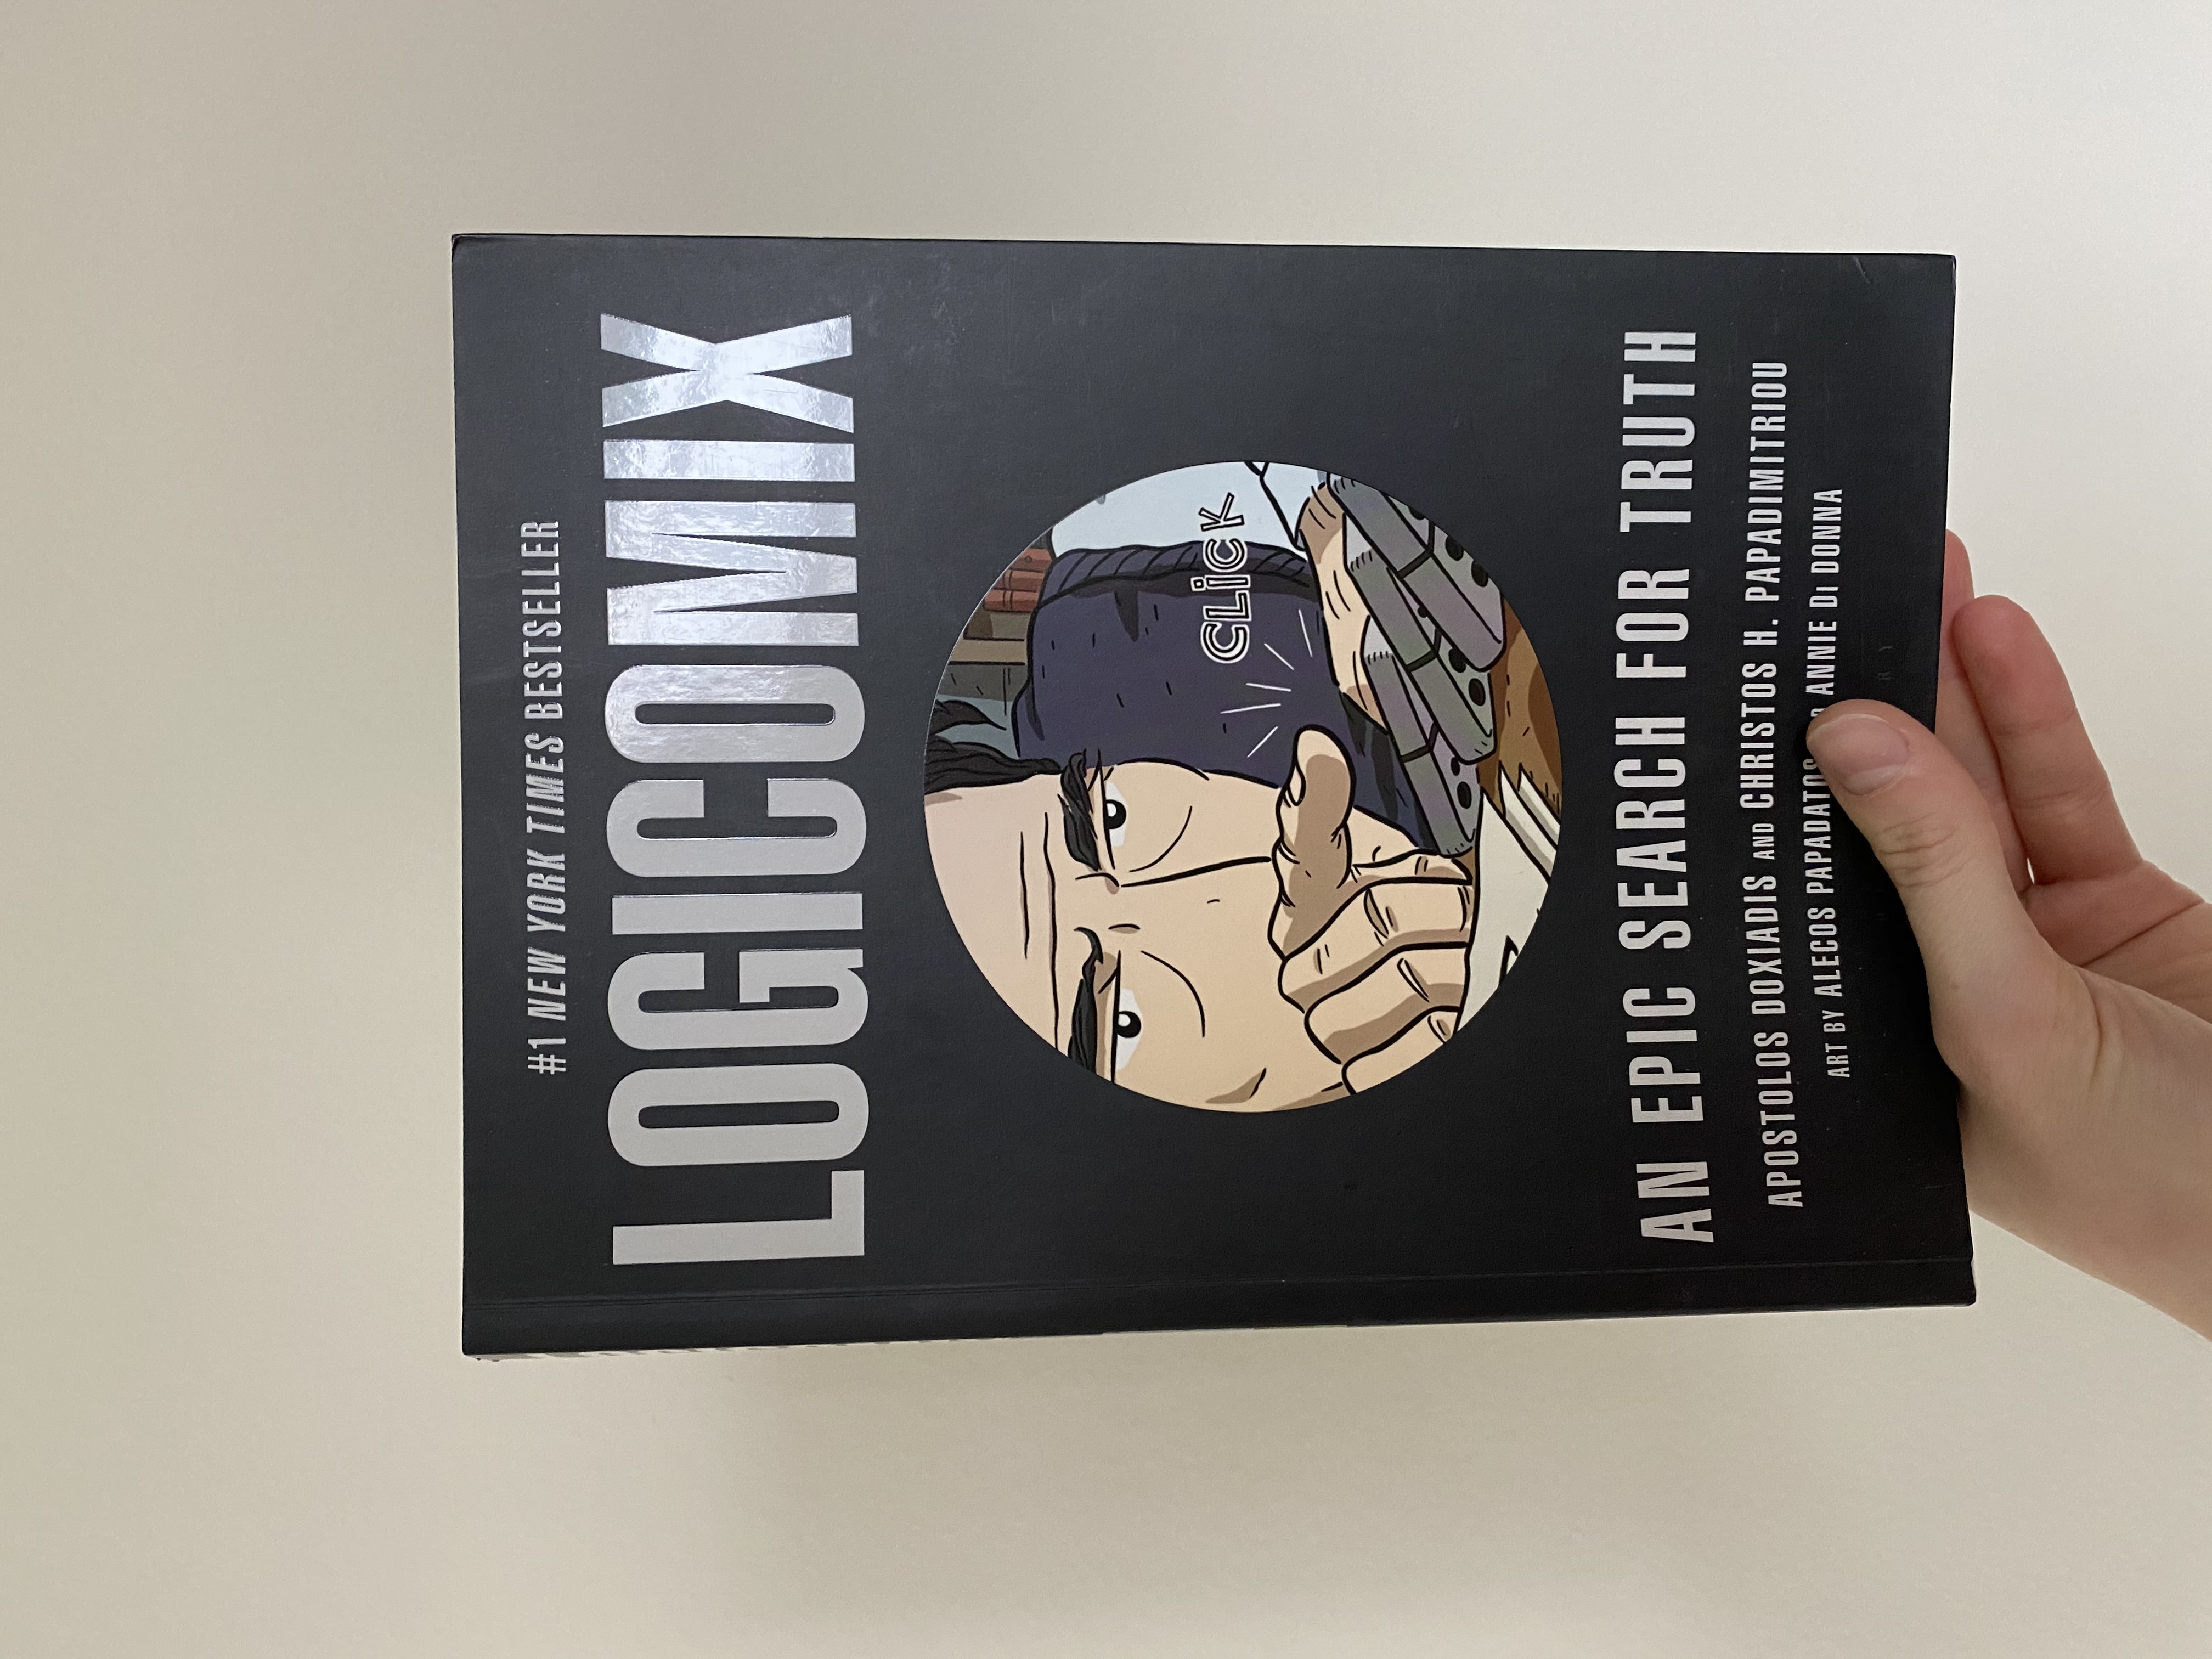 #1 NEW YORK TIMES BESTSELLER
LOGICOMIX
CLiCK
AN EPIC SEARCH FOR TRUTH
APOSTOLOS DOXIADIS AND CHRISTOS H. PAPADIMITRIOU
ART BY ALECOS PAPADATOS ANNIE Di DONNA